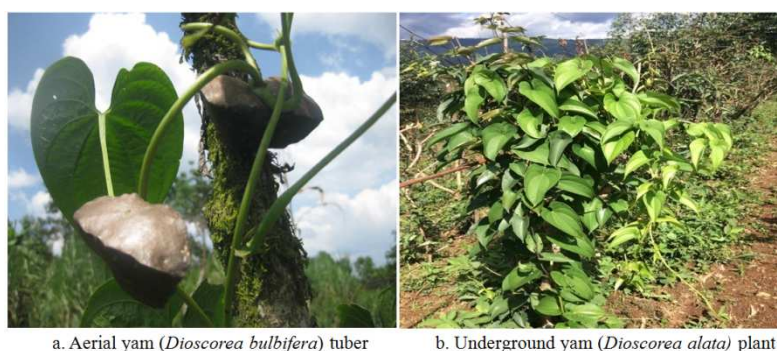 a. Aerial yam (Dioscorea bulbifera) tuber
b. Underground yam (Dioscorea alata) plant